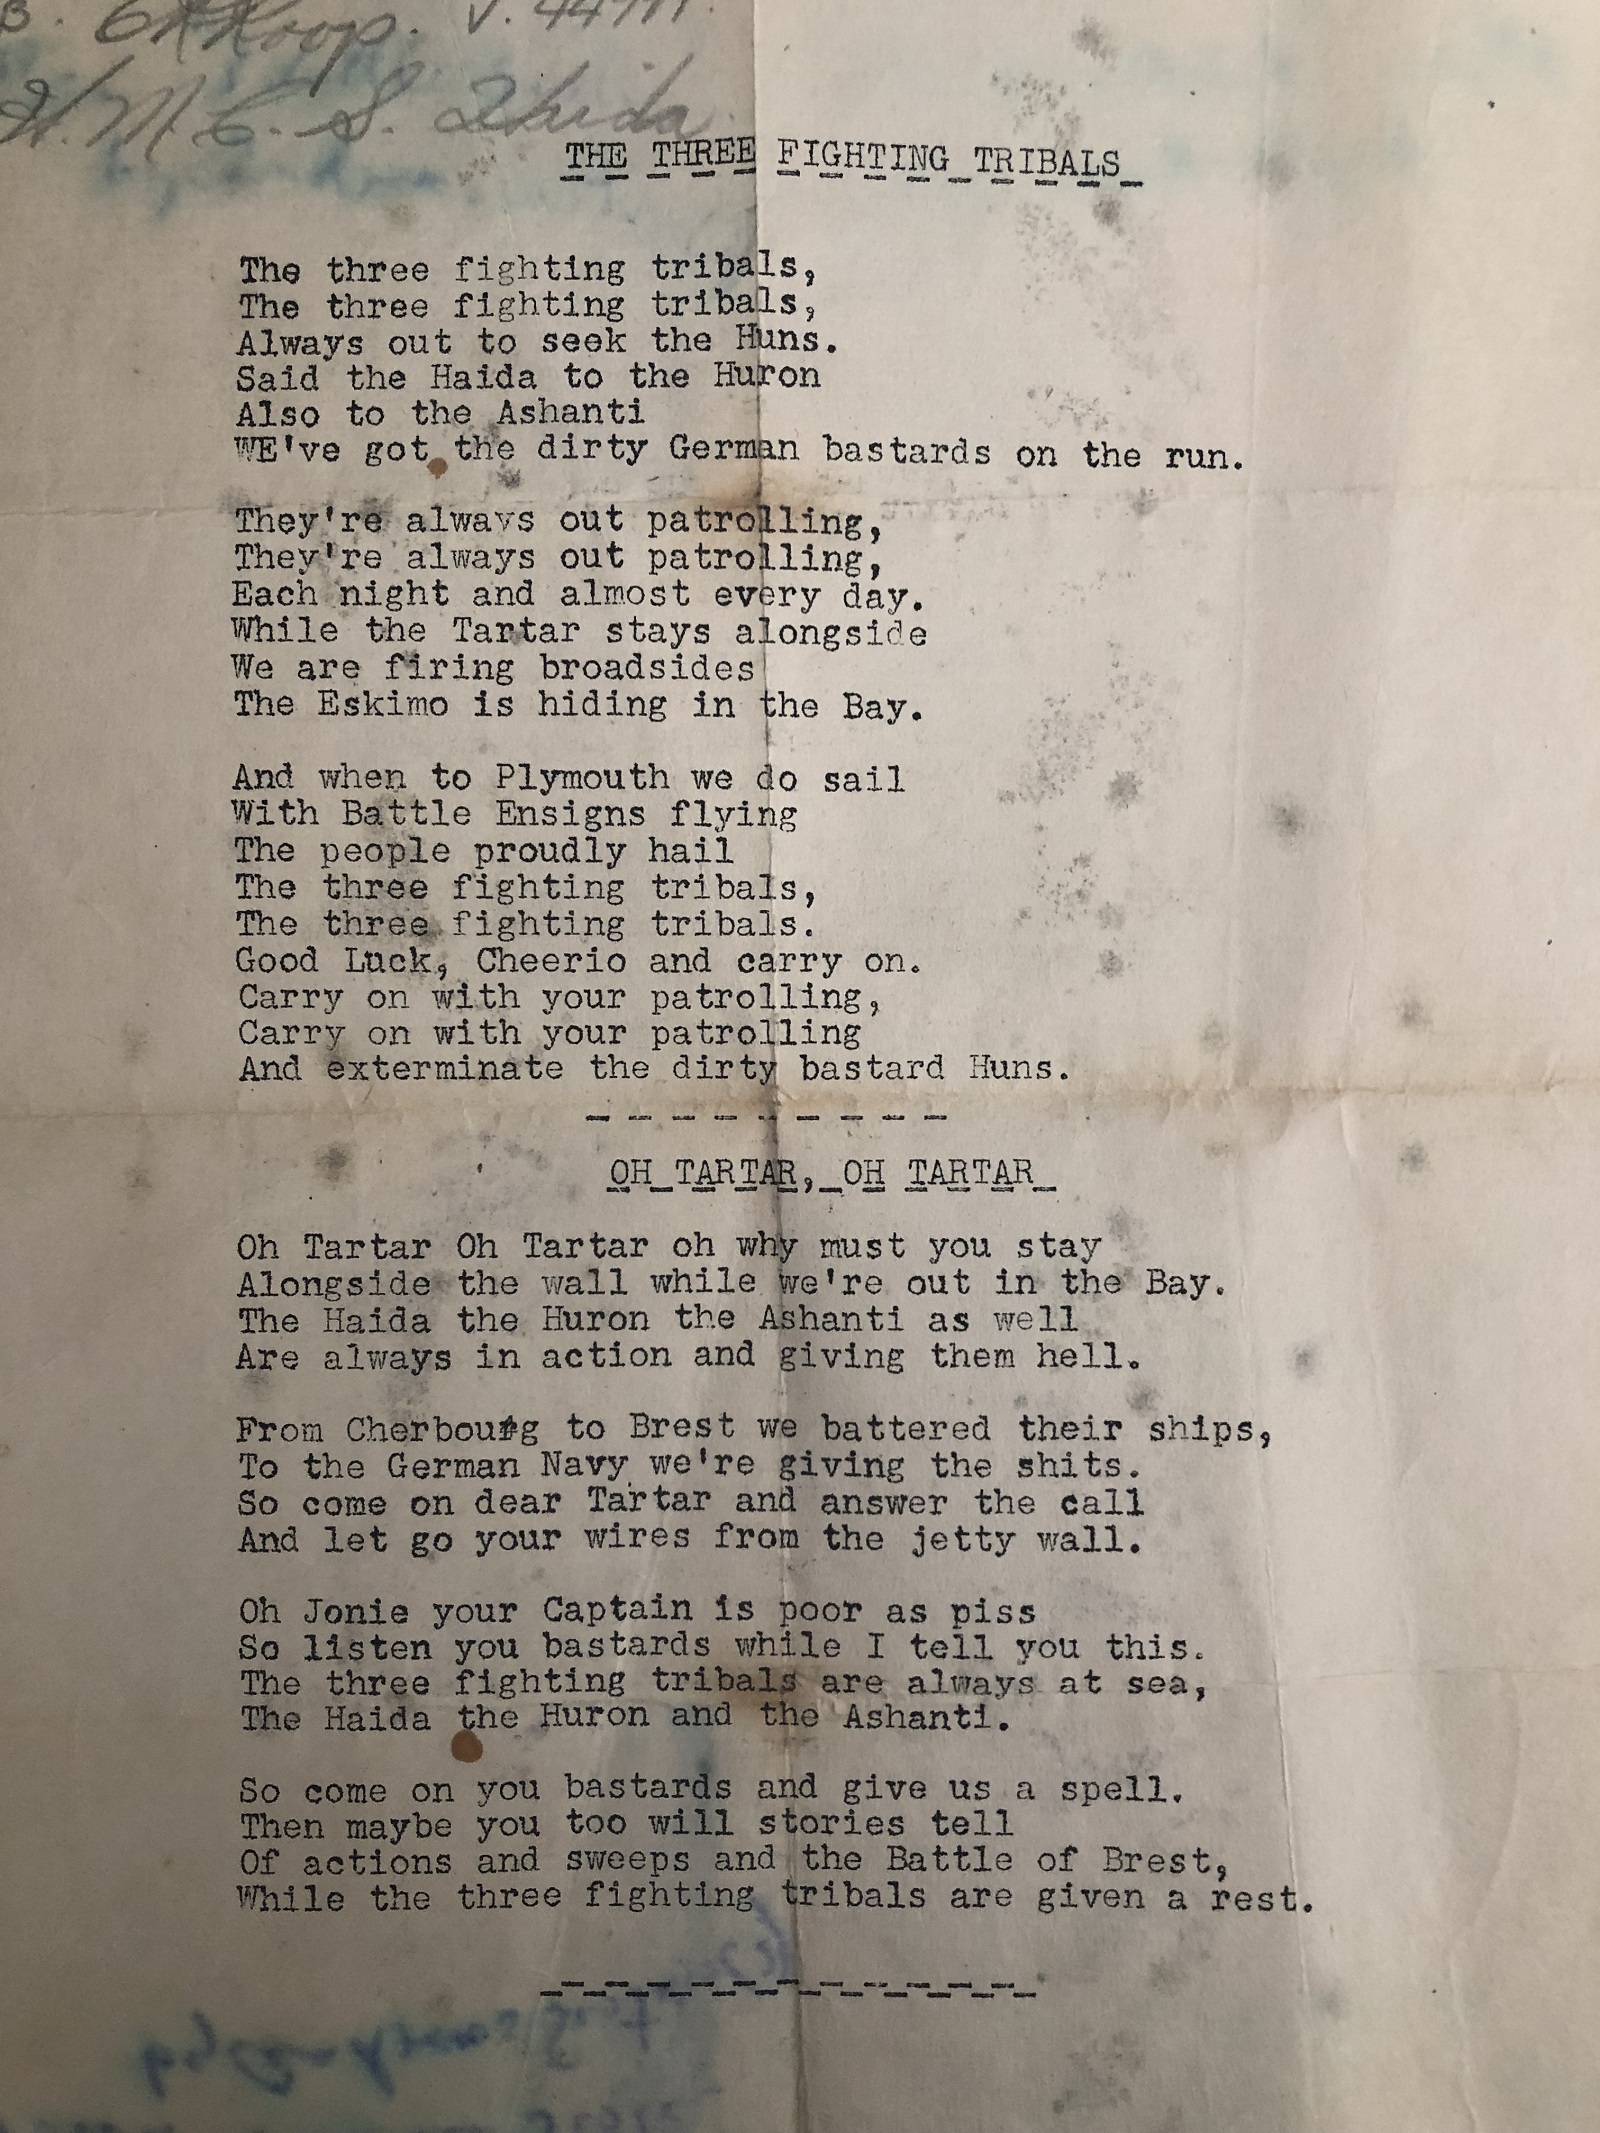 H.M.C.S. Haida.
THE THREE FIGHTING TRIBALS
The three fighting tribals,
The three fighting tribals,
Always out to seek the Huns.
Said the Haida to the Huron
Also to the Ashanti
WE've got the dirty German bastards on the run.
They're always out patrolling,
They're always out patrolling,
Each night and almost every day.
While the Tartar stays alongside
We are firing broadsides
The Eskimo is hiding in the Bay.
And when to Plymouth we do sail
With Battle Ensigns flying
The people proudly hail
The three fighting tribals,
The three fighting tribals.
Good Luck, Cheerio and carry on.
Carry on with your patrolling,
Carry on with your patrolling
And exterminate the dirty bastard Huns.
- - - - - - - - -
OH TARTAR, OH TARTAR
Oh Tartar Oh Tartar oh why must you stay
Alongside the wall while we're out in the Bay.
The Haida the Huron the Ashanti as well
Are always in action and giving them hell.
From Cherbourg to Brest we battered their ships,
To the German Navy we're giving the shits.
So come on dear Tartar and answer the call
And let go your wires from the jetty wall.
Oh Jonie your Captain is poor as piss
So listen you bastards while I tell you this.
The three fighting tribals are always at sea,
The Haida the Huron and the Ashanti.
So come on you bastards and give us a spell.
Then maybe you too will stories tell
Of actions and sweeps and the Battle of Brest,
While the three fighting tribals are given a rest.